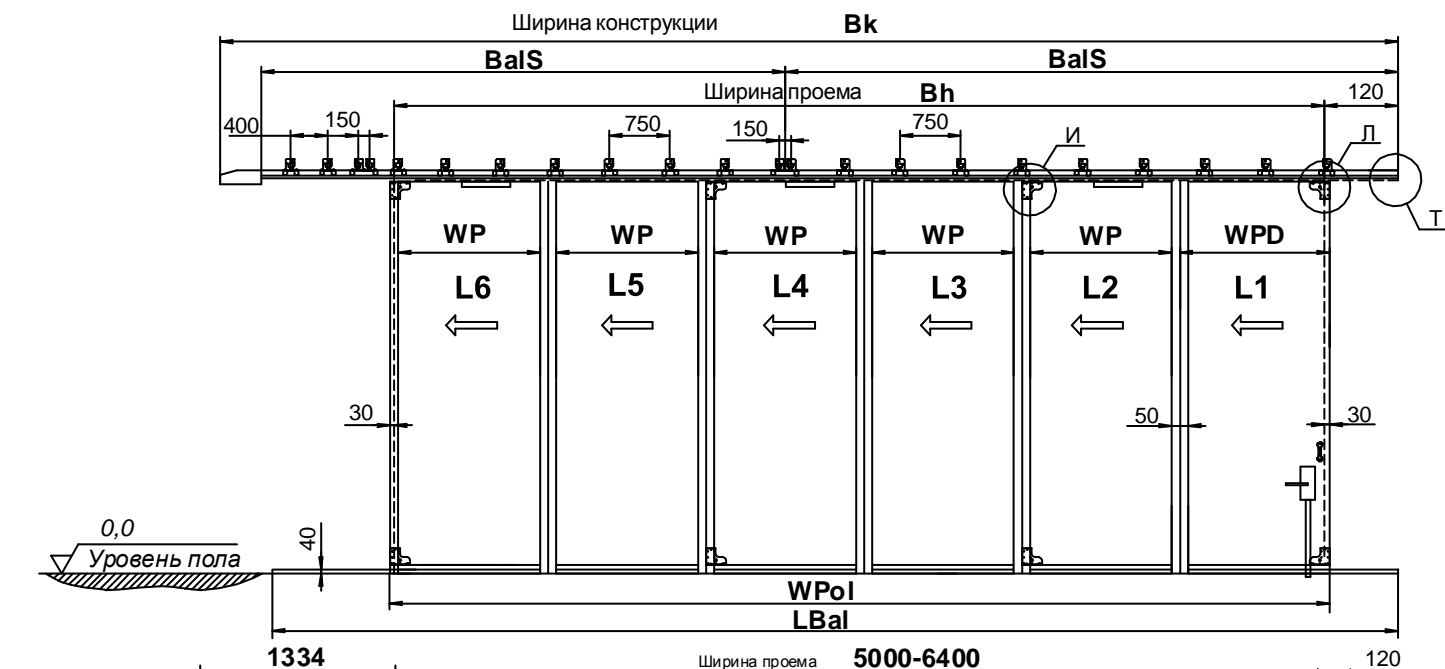 Ширина конструкции Bk
BalS BalS
Ширина проема Bh 120
400 150 750 150 750 И Л
Т
WP WP WP WP WP WPD
L6 L5 L4 L3 L2 L1
30 50 30
0,0
Уровень пола
40
WPol
LBal
1334 Ширина проема 5000-6400 120